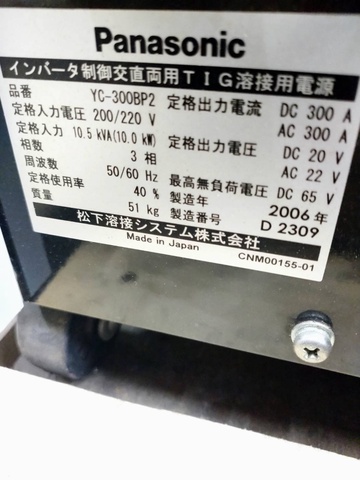 Panasonic
インバータ制御交直両用TIG溶接用電源
品番 YC-300BP2 定格出力電流 DC 300 A
定格入力電圧 200/220 V AC 300 A
定格入力 10.5 kVA(10.0 kW) 定格出力電圧 DC 20 V
相数 3 相 AC 22 V
周波数 50/60 Hz 最高無負荷電圧 DC 65 V
定格使用率 40 % 製造年 2006 年
質量 51 kg 製造番号 D 2309
松下溶接システム株式会社
Made in Japan CNM00155-01